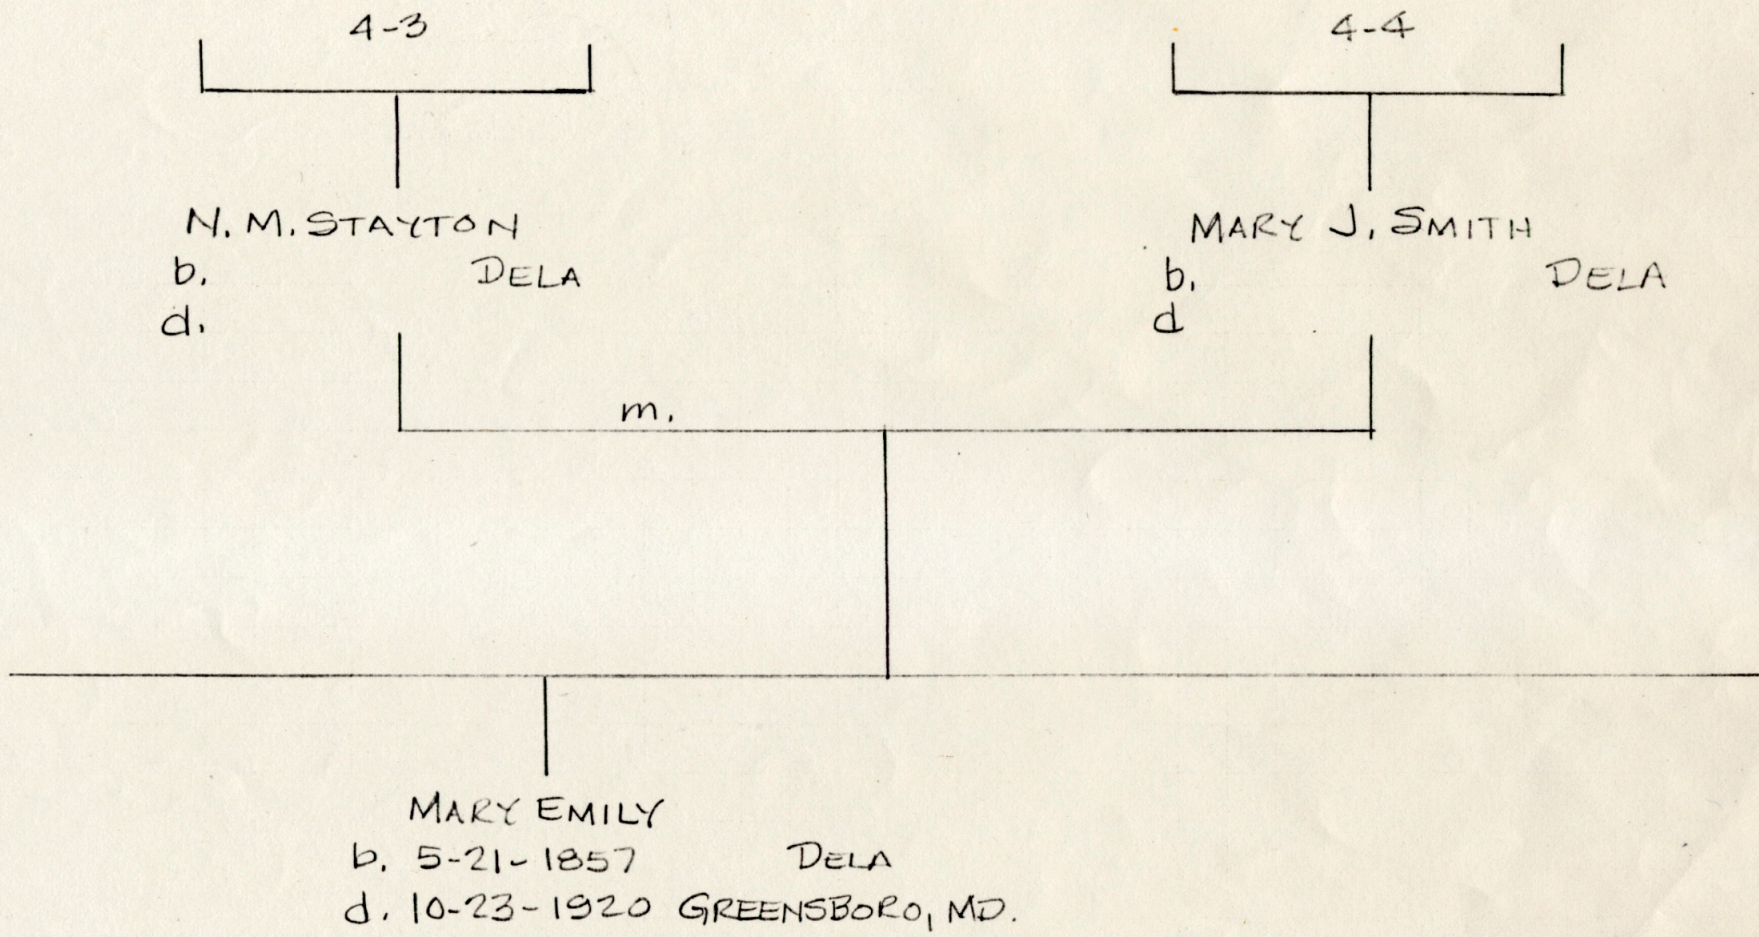 4-3
4-4
N. M. STAYTON
b. DELA
d.
MARY J. SMITH
b. DELA
d
m.
MARY EMILY
b. 5-21-1857 DELA
d. 10-23-1920 GREENSBORO, MD.